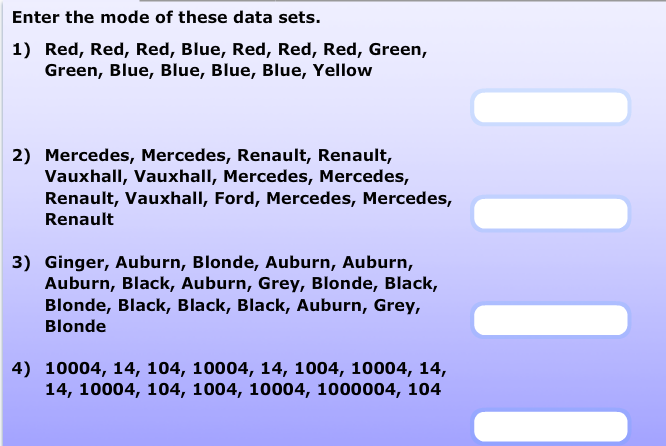 Enter the mode of these data sets.
1) Red, Red, Red, Blue, Red, Red, Red, Green,
Green, Blue, Blue, Blue, Blue, Yellow
2) Mercedes, Mercedes, Renault, Renault,
Vauxhall, Vauxhall, Mercedes, Mercedes,
Renault, Vauxhall, Ford, Mercedes, Mercedes,
Renault
3) Ginger, Auburn, Blonde, Auburn, Auburn,
Auburn, Black, Auburn, Grey, Blonde, Black,
Blonde, Black, Black, Black, Auburn, Grey,
Blonde
4) 10004, 14, 104, 10004, 14, 1004, 10004, 14,
14, 10004, 104, 1004, 10004, 1000004, 104